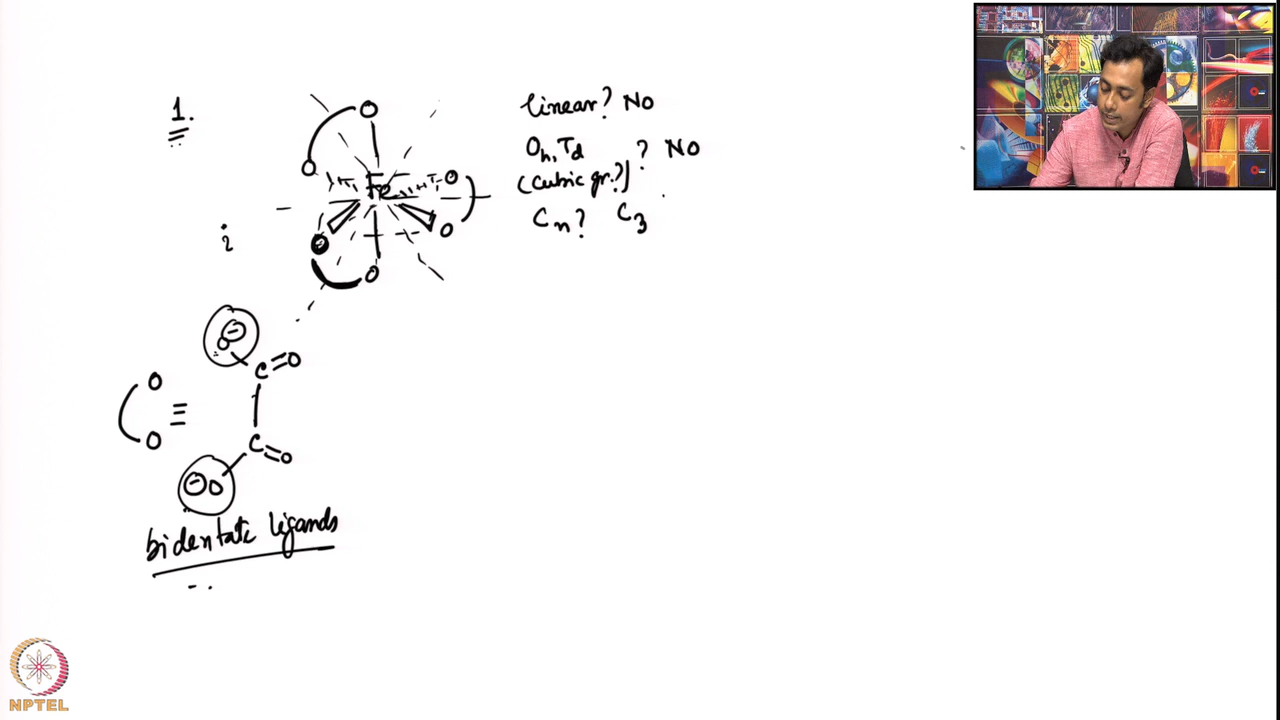 1.
O
O
Fe
O
O
O
O
i
linear? No
Oh, Td ? No
(Cubic gr.?)
Cn? C3
O
O
≡
⊖
O
C=O
C=O
⊖O
bidentate ligands
NPTEL